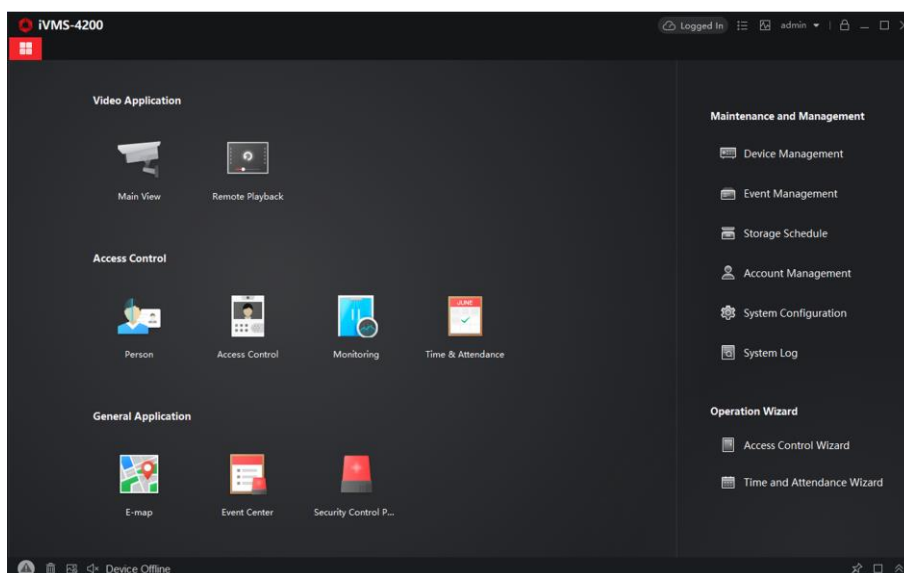 iVMS-4200
Logged In
admin
Video Application
Main View
Remote Playback
Access Control
Person
Access Control
Monitoring
JUNE
Time & Attendance
General Application
E-map
Event Center
Security Control P...
Maintenance and Management
Device Management
Event Management
Storage Schedule
Account Management
System Configuration
System Log
Operation Wizard
Access Control Wizard
Time and Attendance Wizard
Device Offline